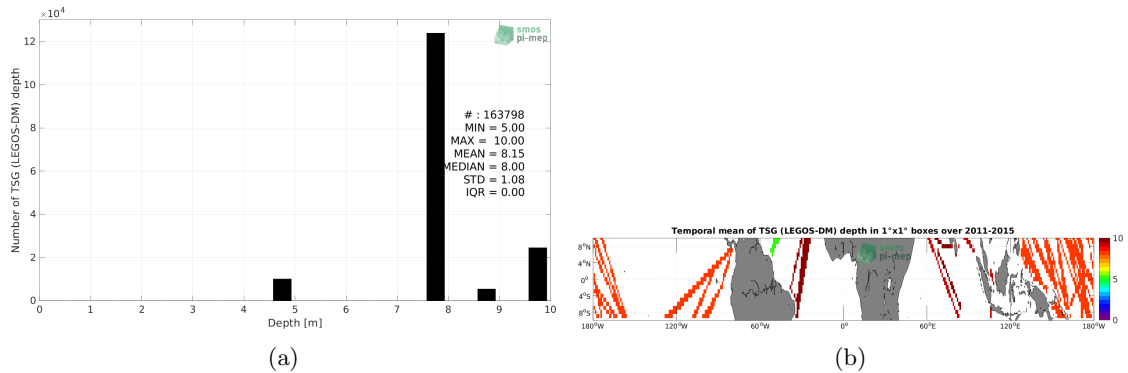 ×10⁴
smos
pi-mep
12
10
8
6
4
2
0
Number of TSG (LEGOS-DM) depth
# : 163798
MIN = 5.00
MAX = 10.00
MEAN = 8.15
MEDIAN = 8.00
STD = 1.08
IQR = 0.00
0 1 2 3 4 5 6 7 8 9 10
Depth [m]
(a)
Temporal mean of TSG (LEGOS-DM) depth in 1°x1° boxes over 2011-2015
smos
pi-mep
8°N
4°N
0°
4°S
8°S
180°W 120°W 60°W 0° 60°E 120°E 180°W
10
5
0
(b)